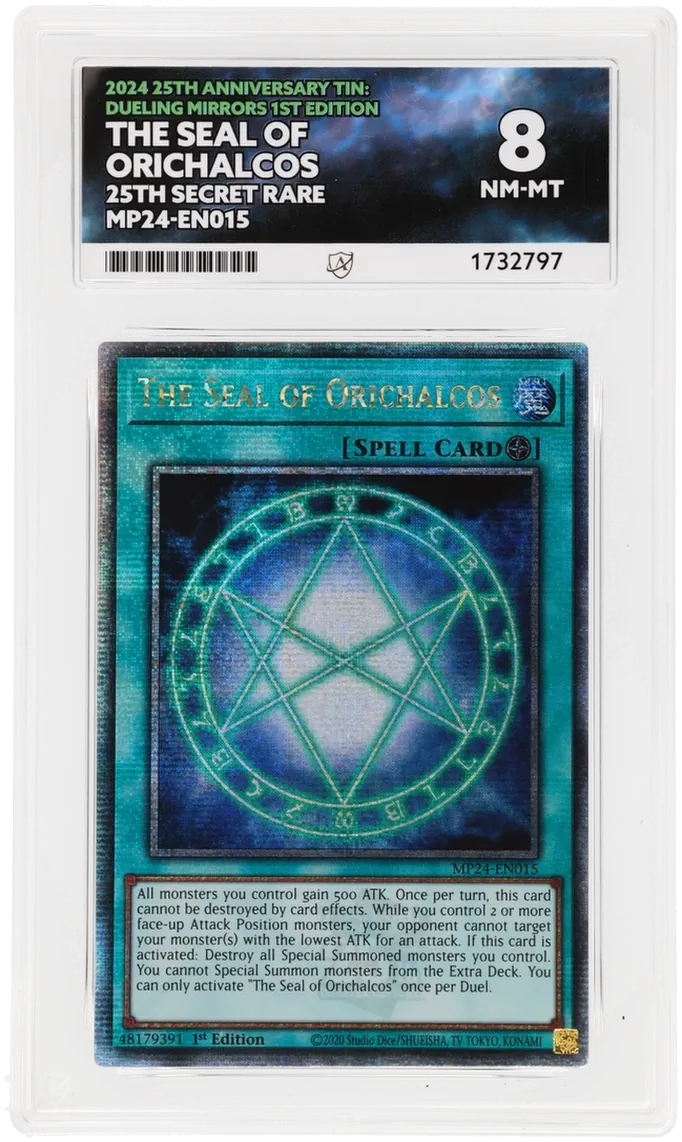 2024 25TH ANNIVERSARY TIN:
DUELING MIRRORS 1ST EDITION
THE SEAL OF
ORICHALCOS
25TH SECRET RARE
MP24-EN015
8
NM-MT
1732797
THE SEAL OF ORICHALCOS 魔
[SPELL CARD]
MP24-EN015
All monsters you control gain 500 ATK. Once per turn, this card
cannot be destroyed by card effects. While you control 2 or more
face-up Attack Position monsters, your opponent cannot target
your monster(s) with the lowest ATK for an attack. If this card is
activated: Destroy all Special Summoned monsters you control.
You cannot Special Summon monsters from the Extra Deck. You
can only activate "The Seal of Orichalcos" once per Duel.
48179391 1st Edition ©2020 Studio Dice/SHUEISHA, TV TOKYO, KONAMI